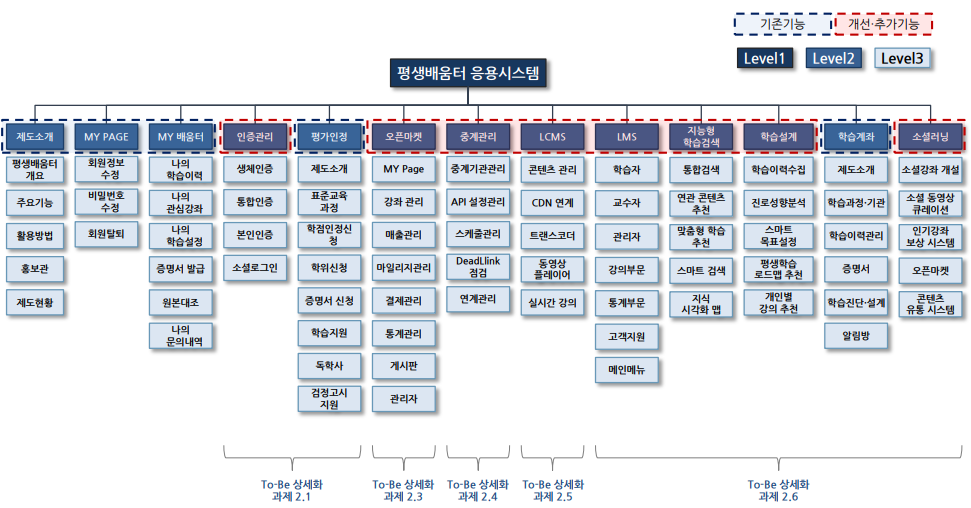 기존기능
개선·추가기능
Level1
Level2
Level3
평생배움터 응용시스템
제도소개
평생배움터
개요
주요기능
활용방법
홍보관
제도현황
MY PAGE
회원정보
수정
비밀번호
수정
회원탈퇴
MY 배움터
나의
학습이력
나의
관심강좌
나의
학습설정
증명서 발급
원본대조
나의
문의내역
인증관리
생체인증
통합인증
본인인증
소셜로그인
평가인정
제도소개
표준교육
과정
학점인정신
청
학위신청
증명서 신청
학습지원
독학사
검정고시
지원
오픈마켓
MY Page
강좌 관리
매출관리
마일리지관리
결제관리
통계관리
게시판
관리자
중계관리
중계기관관리
API 설정관리
스케줄관리
DeadLlink
점검
연계관리
LCMS
콘텐츠 관리
CDN 연계
트랜스코더
동영상
플레이어
실시간 강의
LMS
학습자
교수자
관리자
강의부문
통계부문
고객지원
메인메뉴
지능형
학습검색
통합검색
연관 콘텐츠
추천
맞춤형 학습
추천
스마트 검색
지식
시각화 맵
학습설계
학습이력수집
진로성향분석
스마트
목표설정
평생학습
로드맵 추천
개인별
강의 추천
학습계좌
제도소개
학습과정·기관
학습이력관리
증명서
학습진단·설계
알림방
소셜러닝
소셜강좌 개설
소셜 동영상
큐레이션
인기강좌
보상 시스템
오픈마켓
콘텐츠
유통 시스템
To-Be 상세화
과제 2.1
To-Be 상세화
과제 2.3
To-Be 상세화
과제 2.4
To-Be 상세화
과제 2.5
To-Be 상세화
과제 2.6